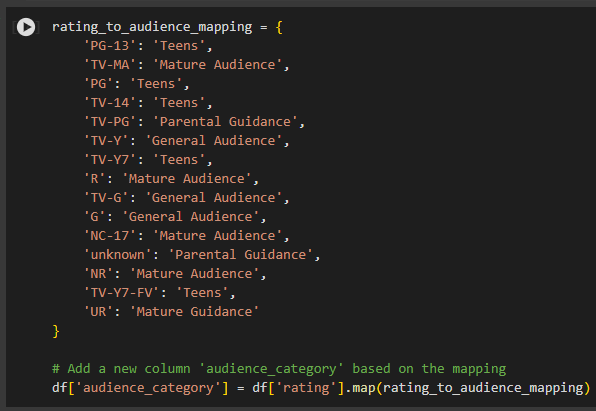 rating_to_audience_mapping = {
    'PG-13': 'Teens',
    'TV-MA': 'Mature Audience',
    'PG': 'Teens',
    'TV-14': 'Teens',
    'TV-PG': 'Parental Guidance',
    'TV-Y': 'General Audience',
    'TV-Y7': 'Teens',
    'R': 'Mature Audience',
    'TV-G': 'General Audience',
    'G': 'General Audience',
    'NC-17': 'Mature Audience',
    'unknown': 'Parental Guidance',
    'NR': 'Mature Audience',
    'TV-Y7-FV': 'Teens',
    'UR': 'Mature Guidance'
}
# Add a new column 'audience_category' based on the mapping
df['audience_category'] = df['rating'].map(rating_to_audience_mapping)